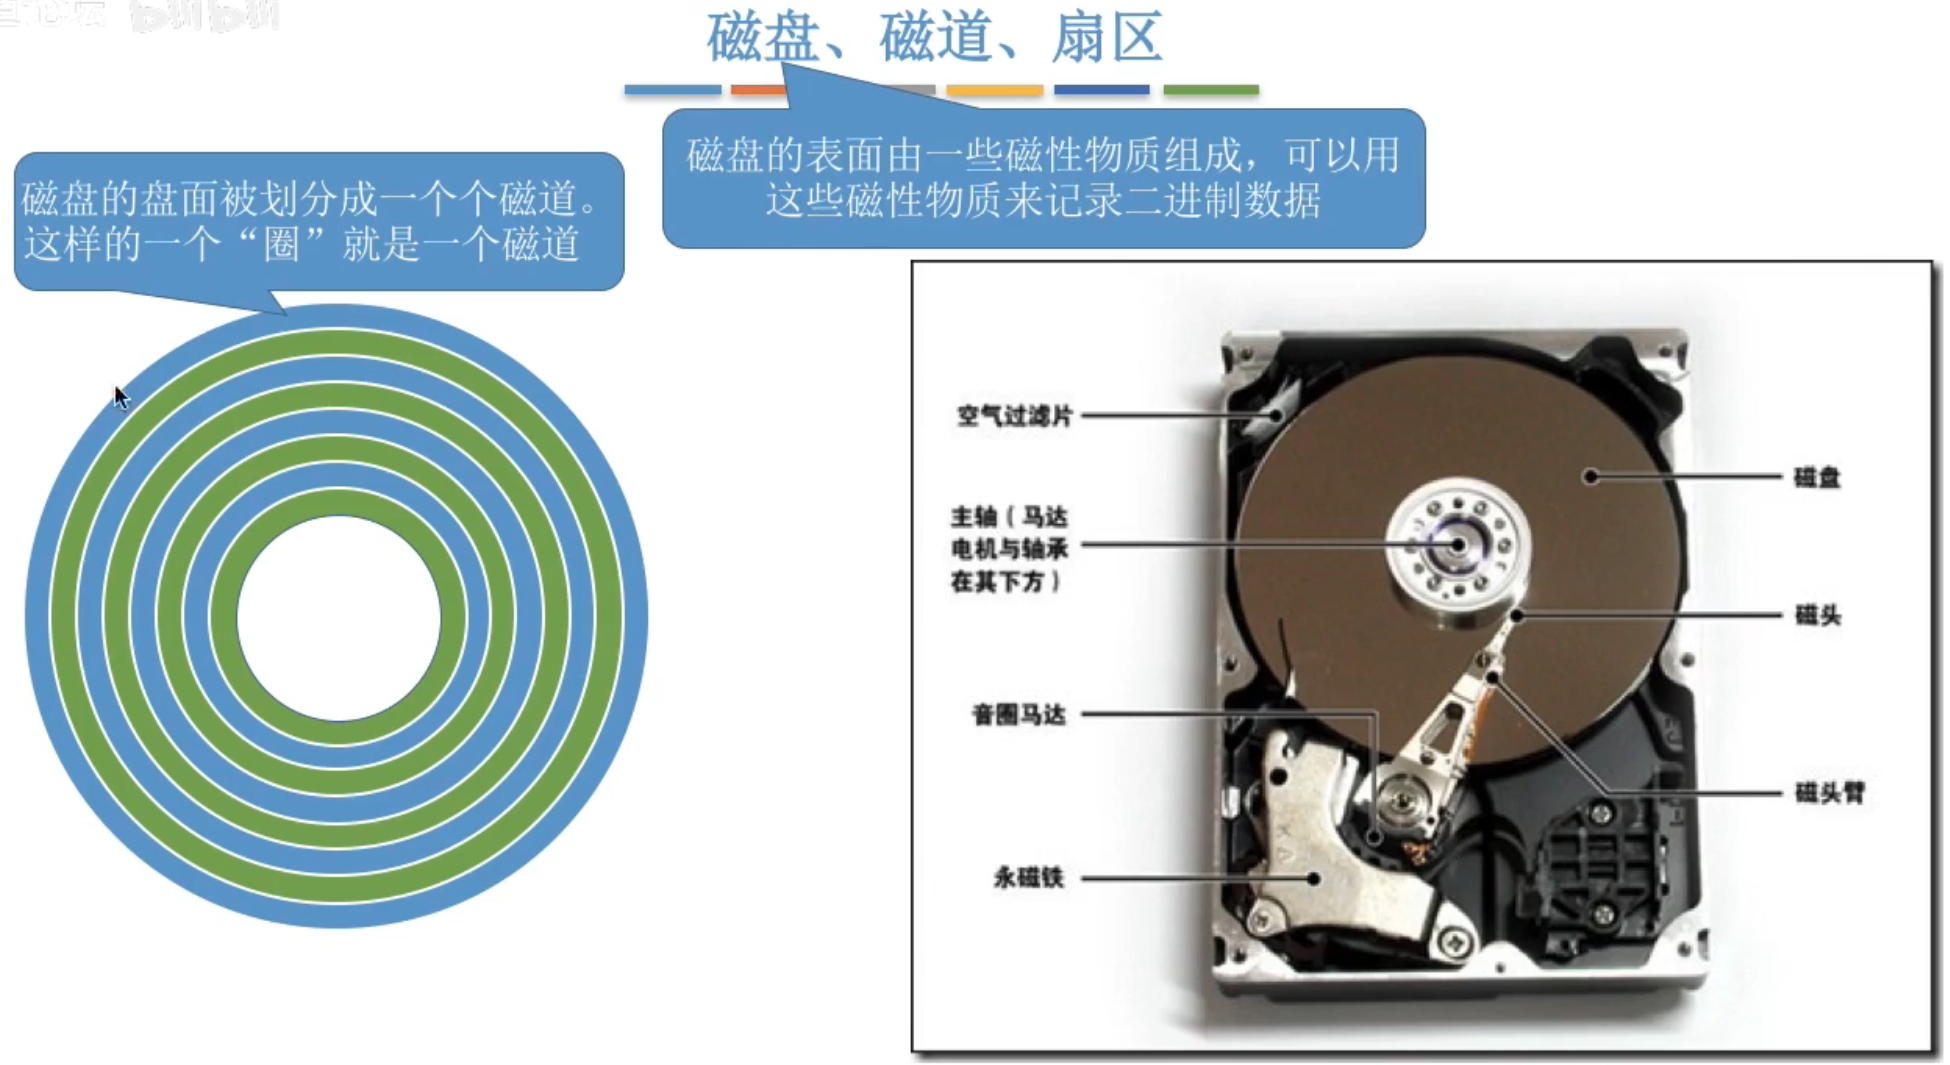 bilibili
磁盘、磁道、扇区
磁盘的表面由一些磁性物质组成，可以用
这些磁性物质来记录二进制数据
磁盘的盘面被划分成一个个磁道。
这样的一个“圈”就是一个磁道
空气过滤片
磁盘
主轴（马达
电机与轴承
在其下方）
磁头
音圈马达
磁头臂
永磁铁
KA